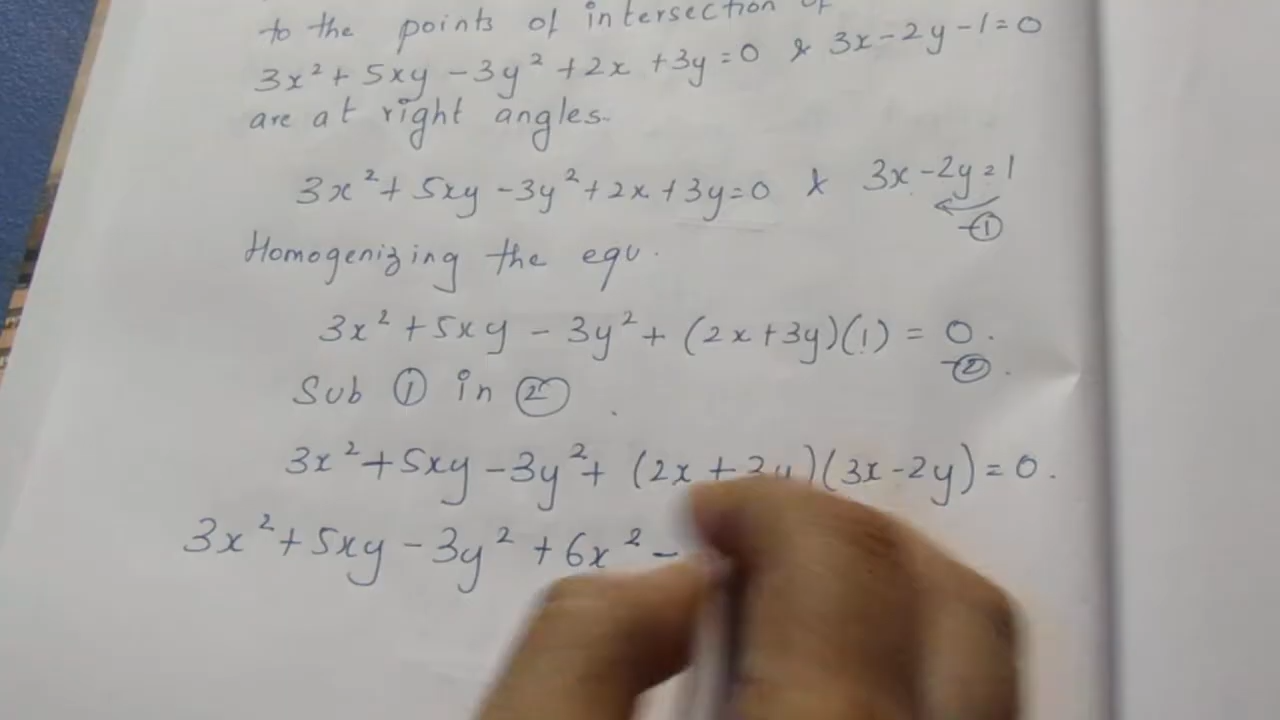 to the points of intersection of
3x² + 5xy - 3y² + 2x + 3y = 0 & 3x - 2y - 1 = 0
are at right angles.
3x² + 5xy - 3y² + 2x + 3y = 0 & 3x - 2y = 1
①
Homogenizing the equ.
3x² + 5xy - 3y² + (2x + 3y)(1) = 0.
②
Sub ① in ②.
3x² + 5xy - 3y² + (2x + 3y)(3x - 2y) = 0.
3x² + 5xy - 3y² + 6x² -